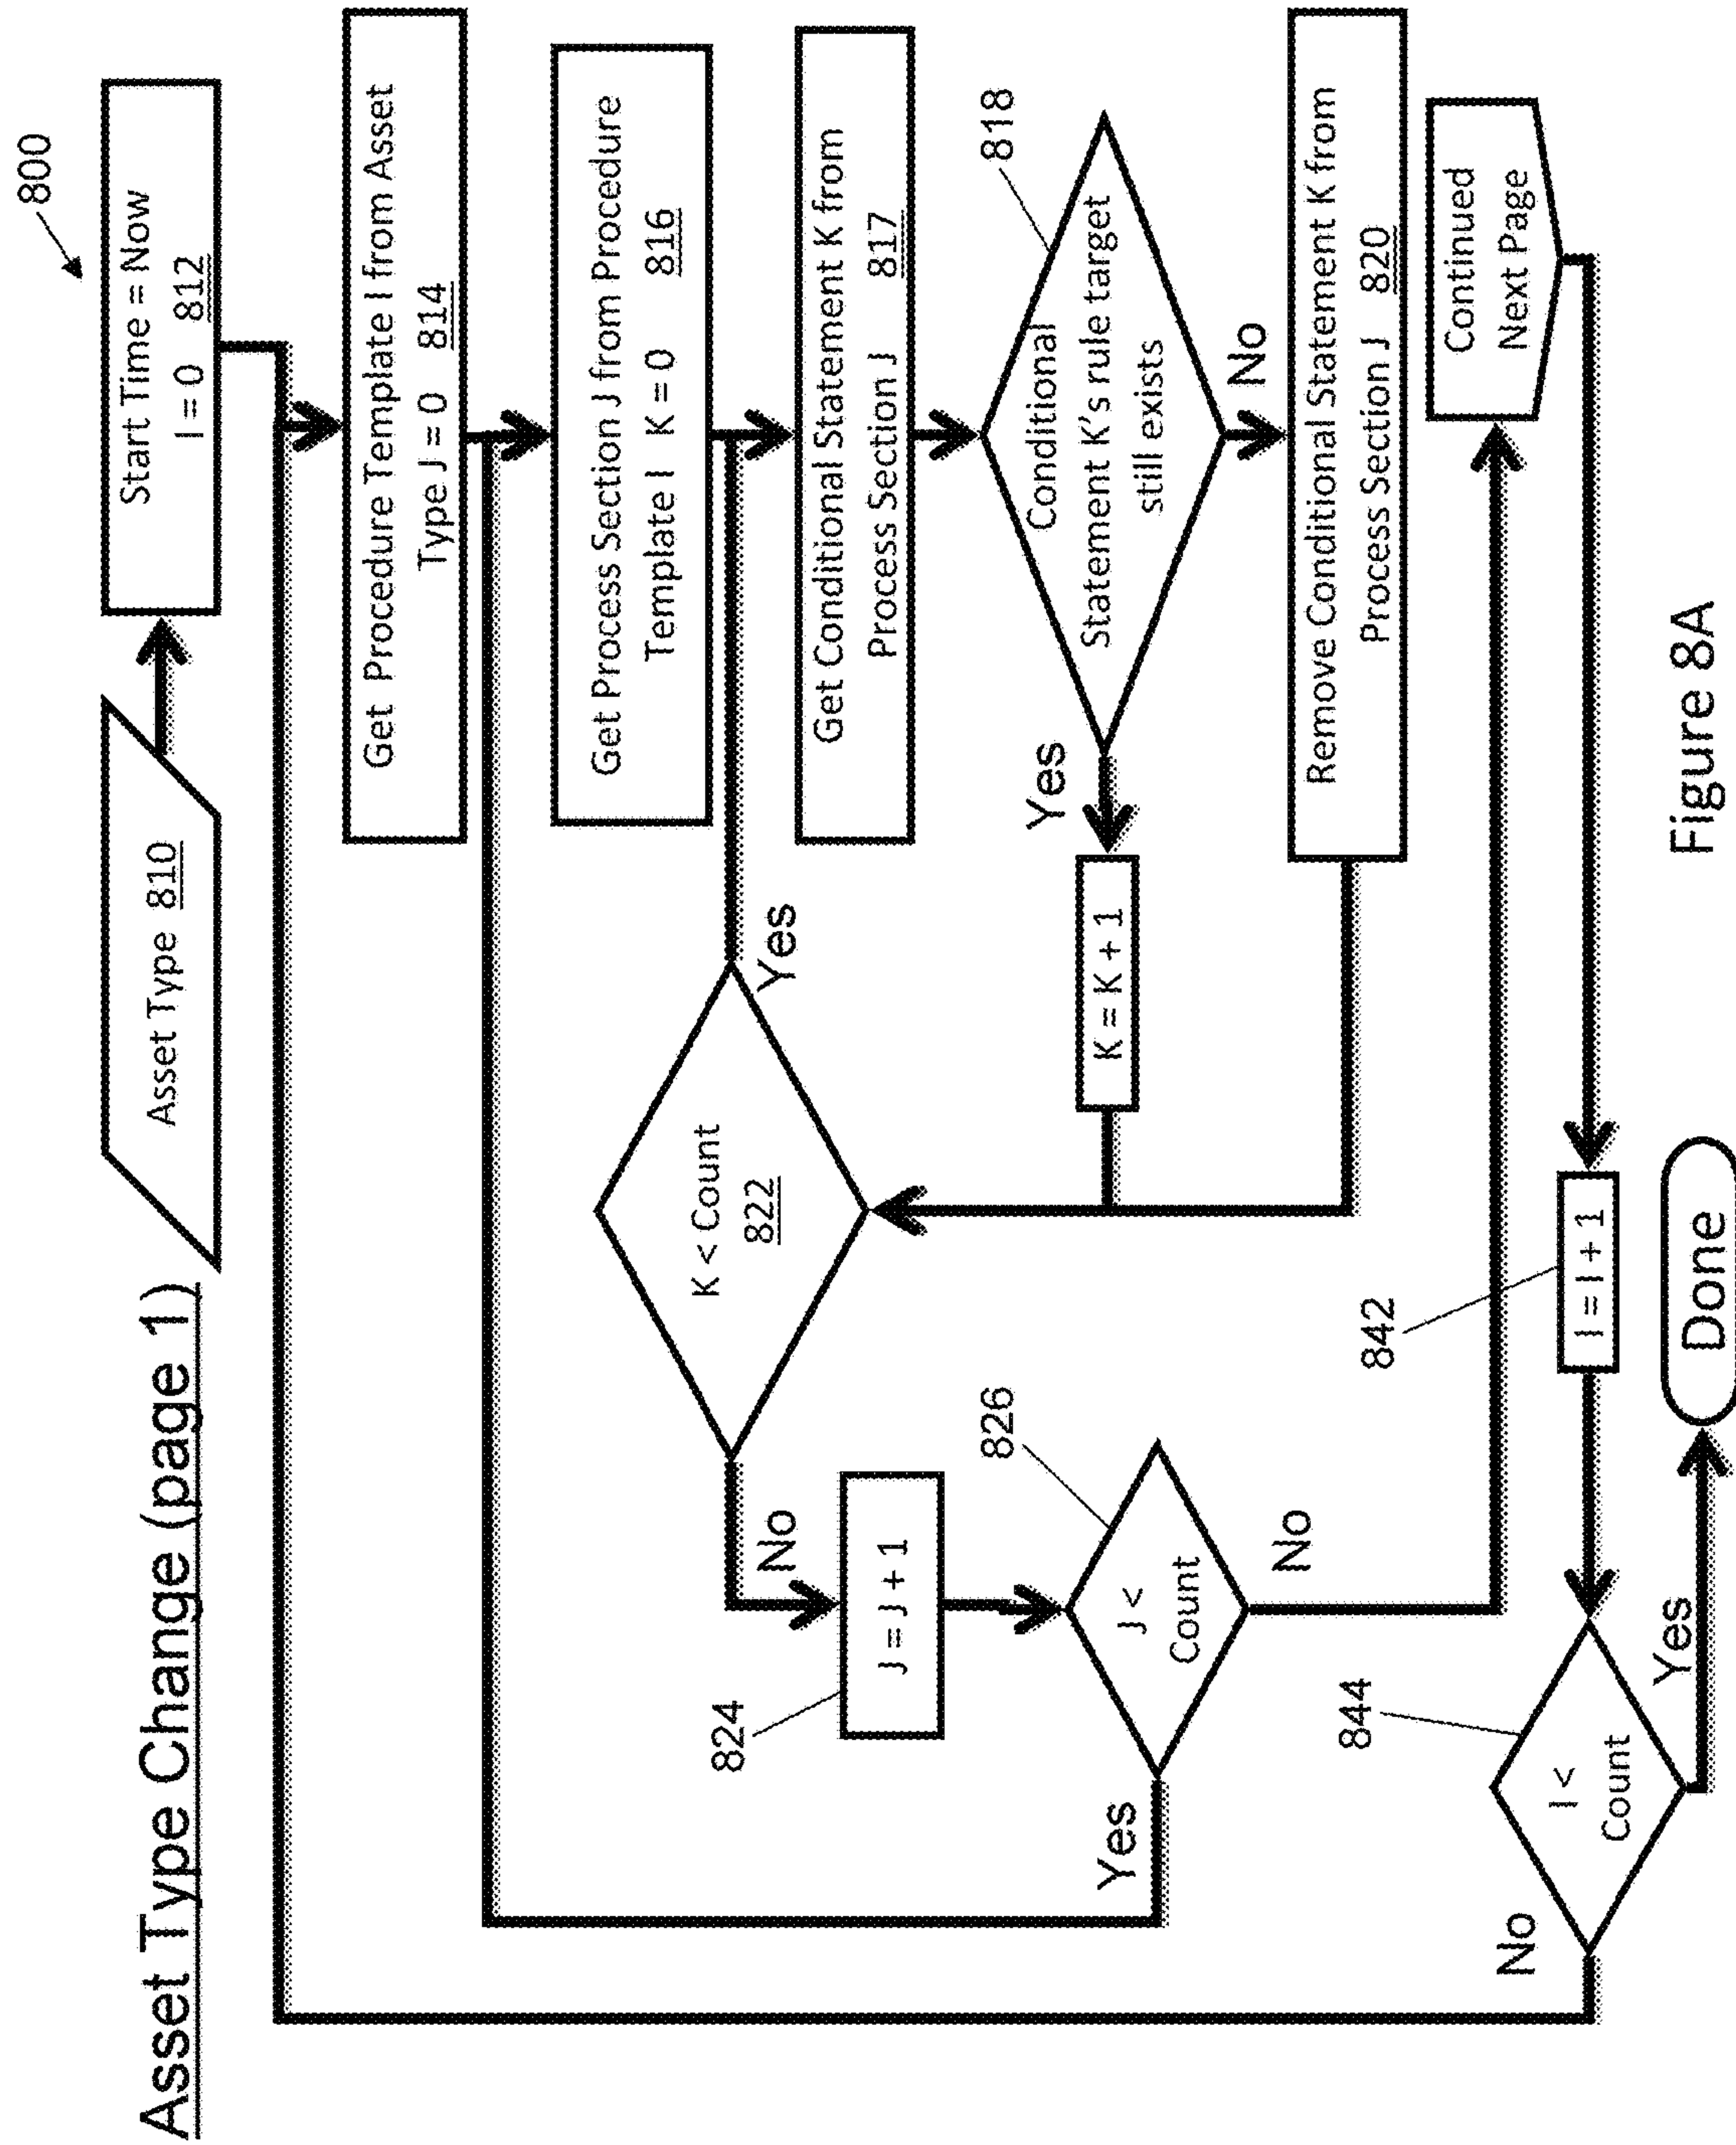 Asset Type Change (page 1)
800
Asset Type 810
Start Time = Now
I = 0 812
Get Procedure Template I from Asset
Type J = 0 814
Get Process Section J from Procedure
Template I K = 0 816
Get Conditional Statement K from
Process Section J 817
818
Conditional
Statement K's rule target
still exists
Yes
No
K = K + 1
Remove Conditional Statement K from
Process Section J 820
K < Count
822
Yes
No
824
J = J + 1
826
J <
Count
Yes
No
Continued
Next Page
842
I = I + 1
844
I <
Count
No
Yes
Done
Figure 8A